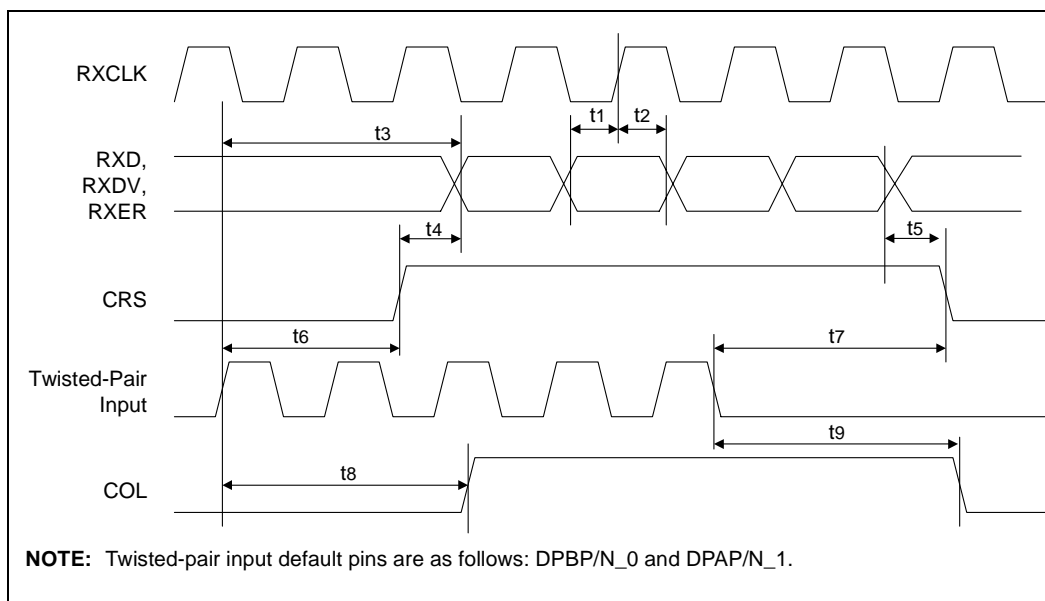 RXCLK
t1
t2
t3
RXD,
RXDV,
RXER
t4
t5
CRS
t6
t7
Twisted-Pair
Input
t9
t8
COL
NOTE: Twisted-pair input default pins are as follows: DPBP/N_0 and DPAP/N_1.